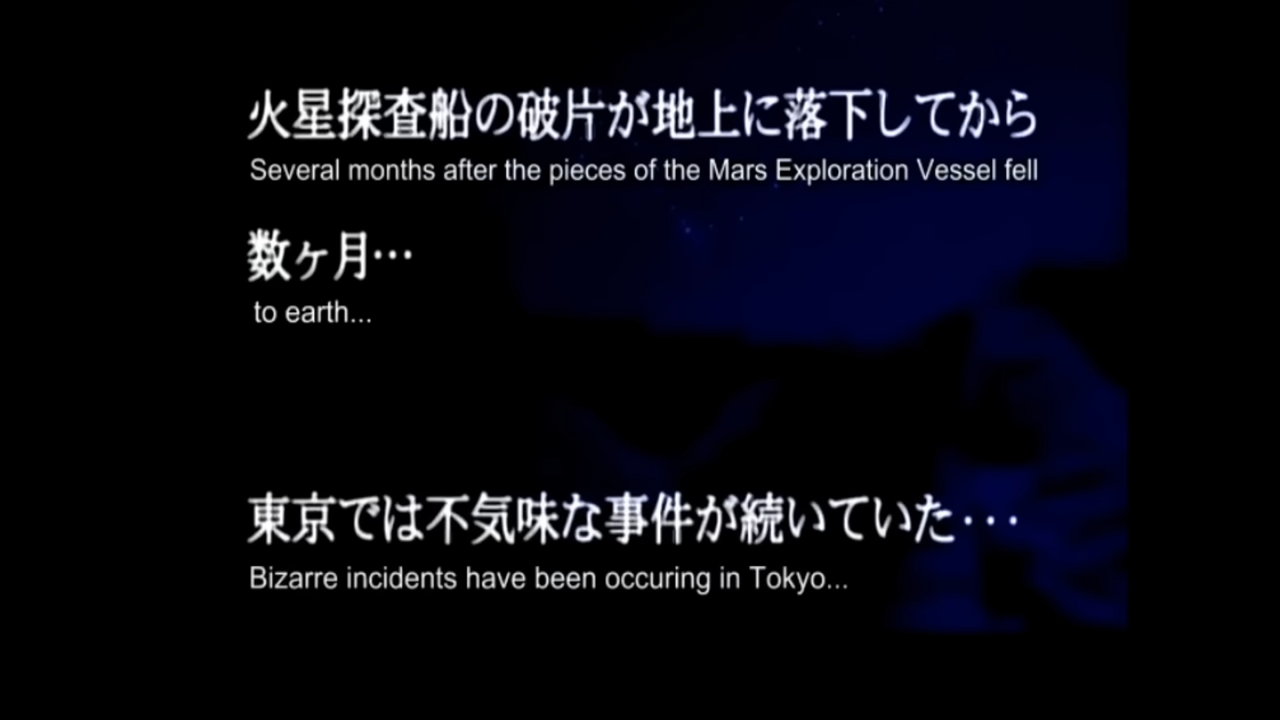 火星探査船の破片が地上に落下してから
Several months after the pieces of the Mars Exploration Vessel fell
数ヶ月…
to earth...
東京では不気味な事件が続いていた···
Bizarre incidents have been occuring in Tokyo...